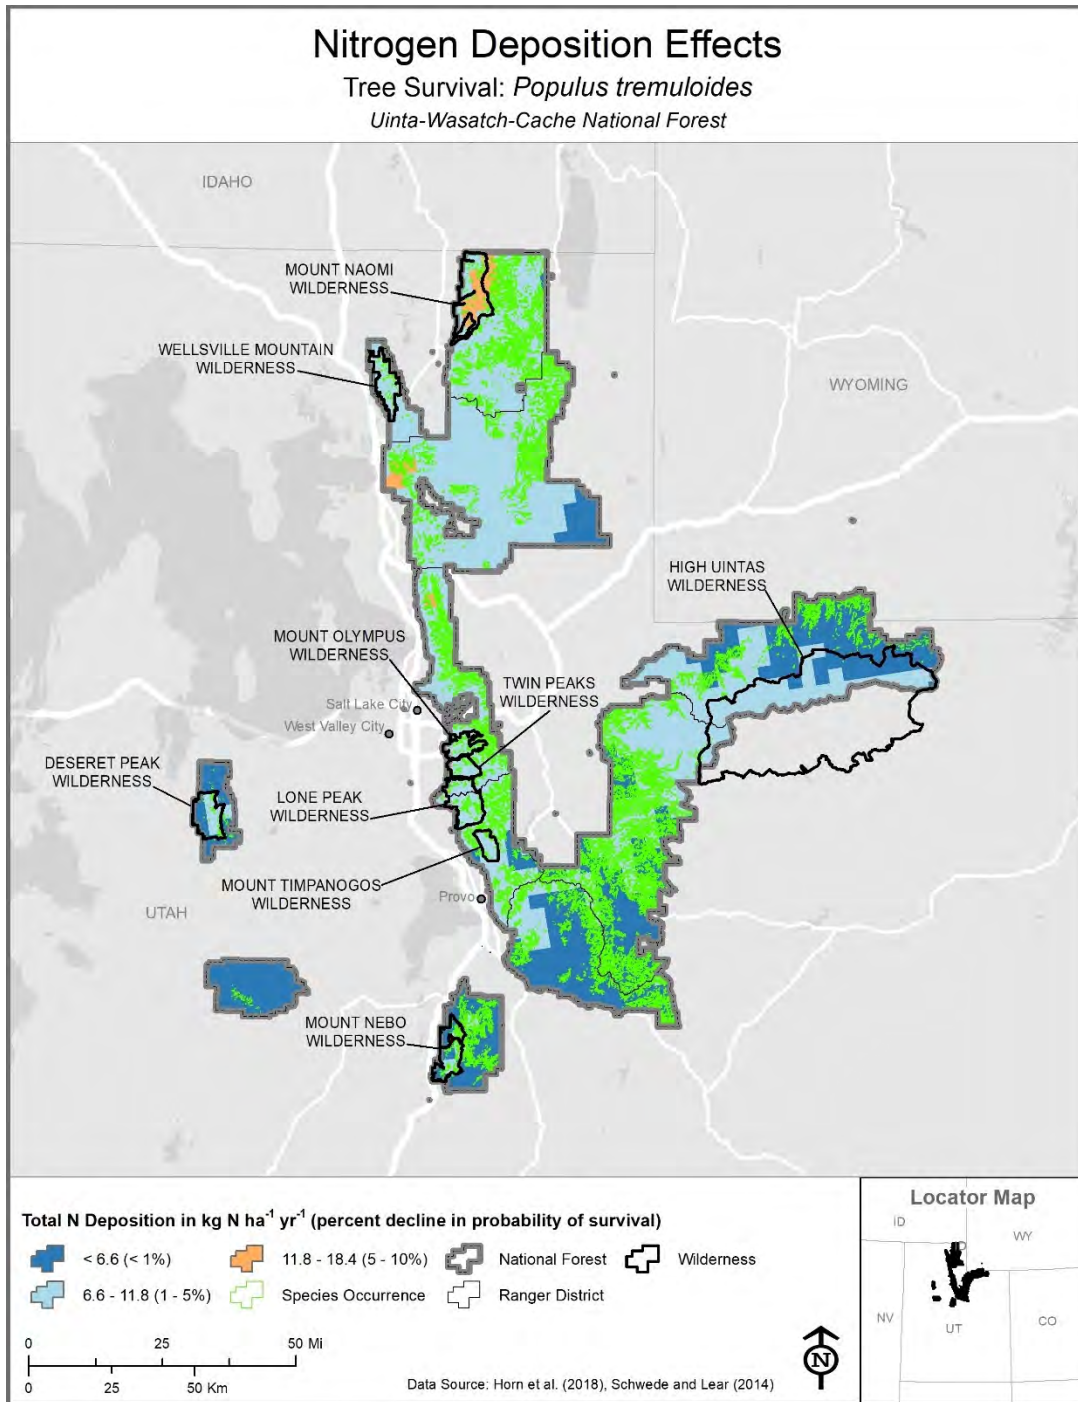 Nitrogen Deposition Effects
Tree Survival: Populus tremuloides
Uinta-Wasatch-Cache National Forest
IDAHO
MOUNT NAOMI
WILDERNESS
WELLSVILLE MOUNTAIN
WILDERNESS
WYOMING
HIGH UINTAS
WILDERNESS
MOUNT OLYMPUS
WILDERNESS
TWIN PEAKS
WILDERNESS
Salt Lake City
West Valley City
DESERET PEAK
WILDERNESS
LONE PEAK
WILDERNESS
MOUNT TIMPANOGOS
WILDERNESS
Provo
UTAH
MOUNT NEBO
WILDERNESS
Total N Deposition in kg N ha⁻¹ yr⁻¹ (percent decline in probability of survival)
< 6.6 (< 1%)
11.8 - 18.4 (5 - 10%)
National Forest
Wilderness
6.6 - 11.8 (1 - 5%)
Species Occurrence
Ranger District
0 25 50 Mi
0 25 50 Km
Data Source: Horn et al. (2018), Schwede and Lear (2014)
N
Locator Map
ID
WY
NV
UT
CO